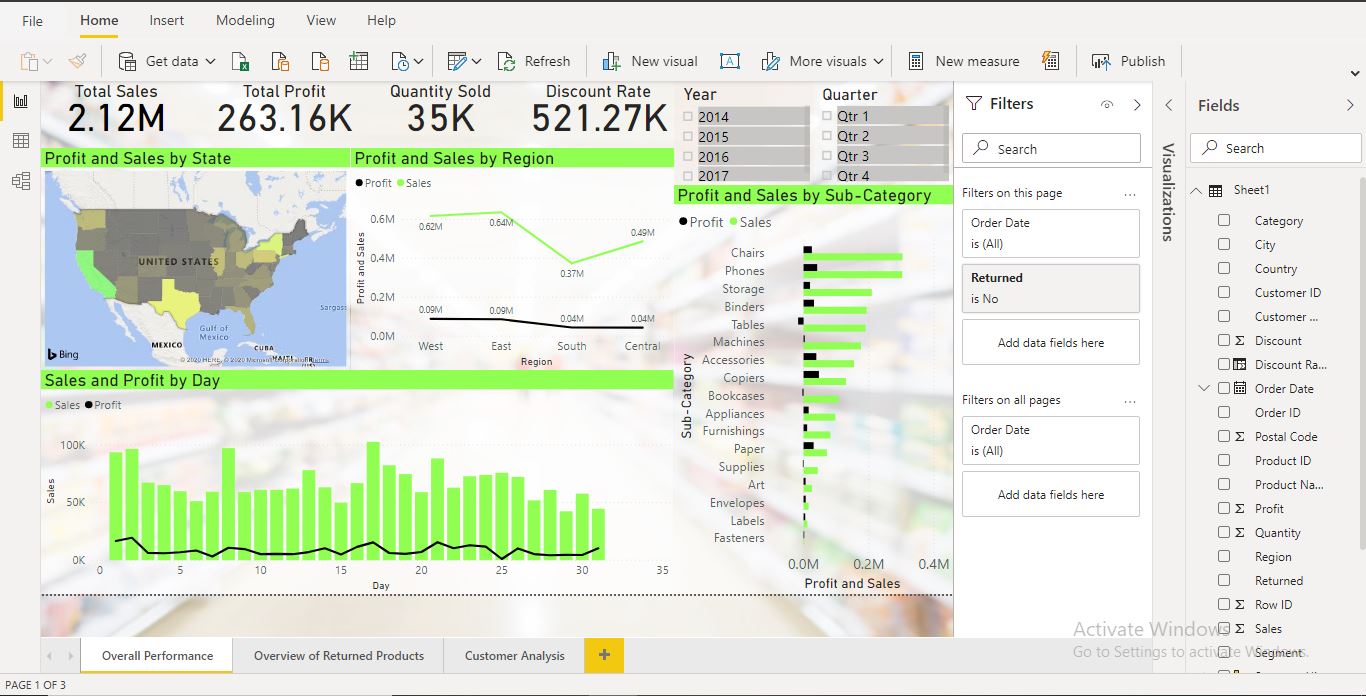 File
Home
Insert
Modeling
View
Help
Get data
Refresh
New visual
A
More visuals
New measure
Publish
Total Sales
2.12M
Total Profit
263.16K
Quantity Sold
35K
Discount Rate
521.27K
Year
2014
2015
2016
2017
Quarter
Qtr 1
Qtr 2
Qtr 3
Qtr 4
Profit and Sales by State
UNITED STATES
Gulf of
Mexico
MEXICO
CUBA
Sargass
Bing
© 2020 HERE, © 2020 Microsoft Corporation Terms
Profit and Sales by Region
Profit
Sales
Profit and Sales
0.6M
0.4M
0.2M
0.0M
0.62M
0.64M
0.37M
0.49M
0.09M
0.09M
0.04M
0.04M
West
East
South
Central
Region
Sales and Profit by Day
Sales
Profit
Sales
100K
50K
0K
0
5
10
15
20
25
30
35
Day
Profit and Sales by Sub-Category
Profit
Sales
Sub-Category
Chairs
Phones
Storage
Binders
Tables
Machines
Accessories
Copiers
Bookcases
Appliances
Furnishings
Paper
Supplies
Art
Envelopes
Labels
Fasteners
0.0M
0.2M
0.4M
Profit and Sales
Filters
Search
Filters on this page
...
Order Date
is (All)
Returned
is No
Add data fields here
Filters on all pages
...
Order Date
is (All)
Add data fields here
Visualizations
Fields
Search
Sheet1
Category
City
Country
Customer ID
Customer ...
Discount
Discount Ra...
Order Date
Order ID
Postal Code
Product ID
Product Na...
Profit
Quantity
Region
Returned
Row ID
Sales
Segment
Activate Windows
Go to Settings to activate Windows.
Overall Performance
Overview of Returned Products
Customer Analysis
+
PAGE 1 OF 3